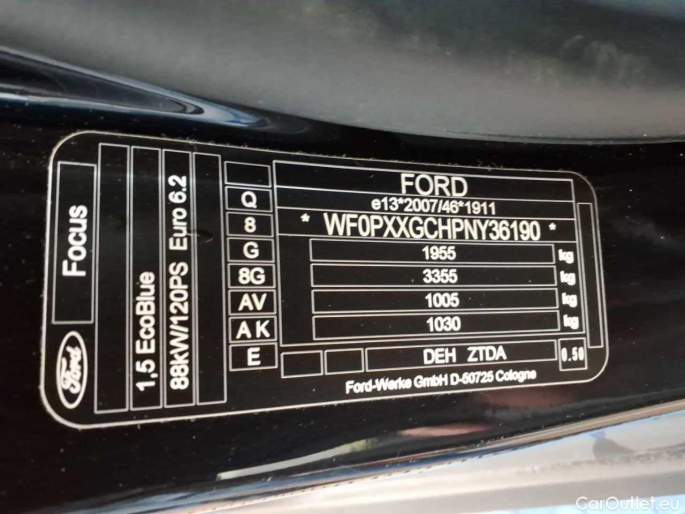 FORD
e13*2007/46*1911
* WF0PXXGCHPNY36190 *
1955 kg
3355 kg
1005 kg
1030 kg
DEH ZTDA 0.50
Ford-Werke GmbH D-50725 Cologne
Q
8
G
8G
AV
A K
E
Focus
Ford
1,5 EcoBlue
88kW/120PS Euro 6.2
CarOutlet.eu